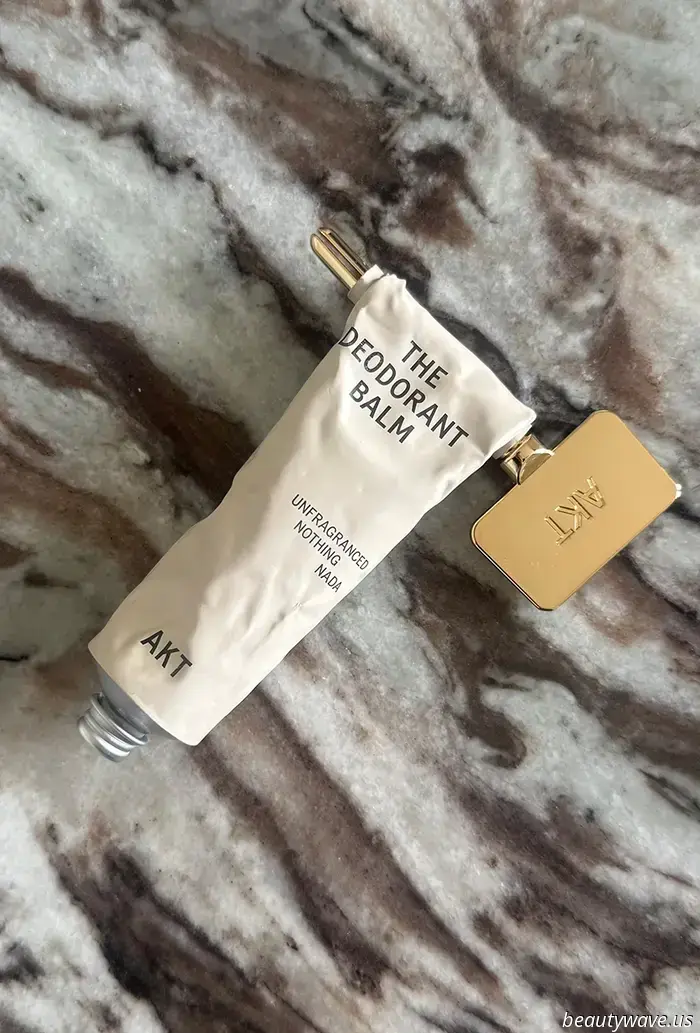 THE
DEODORANT
BALM
UNFRAGRANCED
NOTHING
NADA
AKT
AKT
beautywave.us